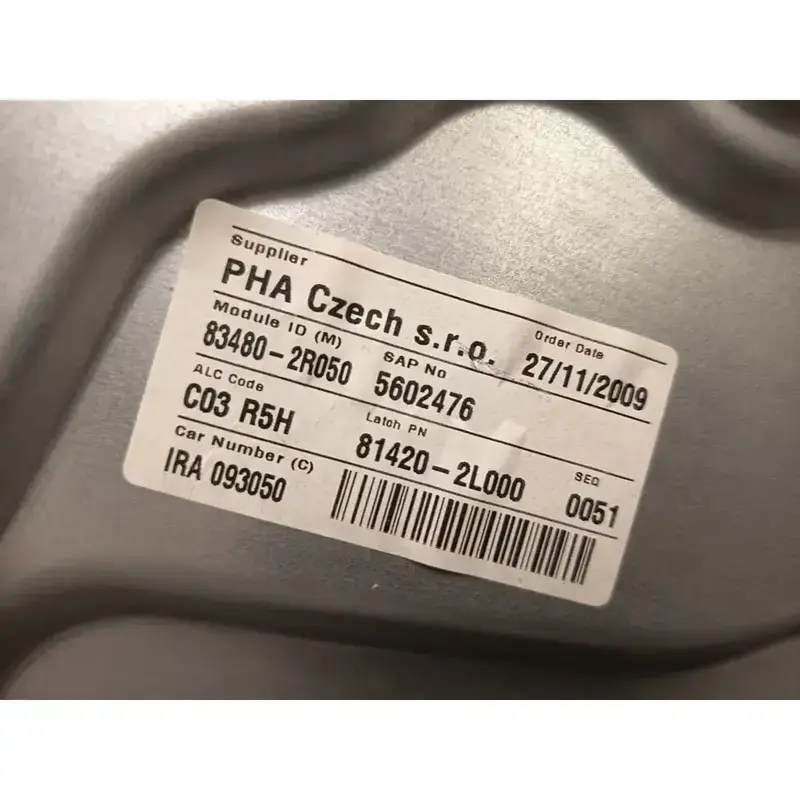 Supplier
PHA Czech s.r.o.
Order Date
27/11/2009
Module ID (M)
83480-2R050
SAP No
5602476
ALC Code
C03 R5H
Latch PN
81420-2L000
SEQ
0051
Car Number (C)
IRA 093050